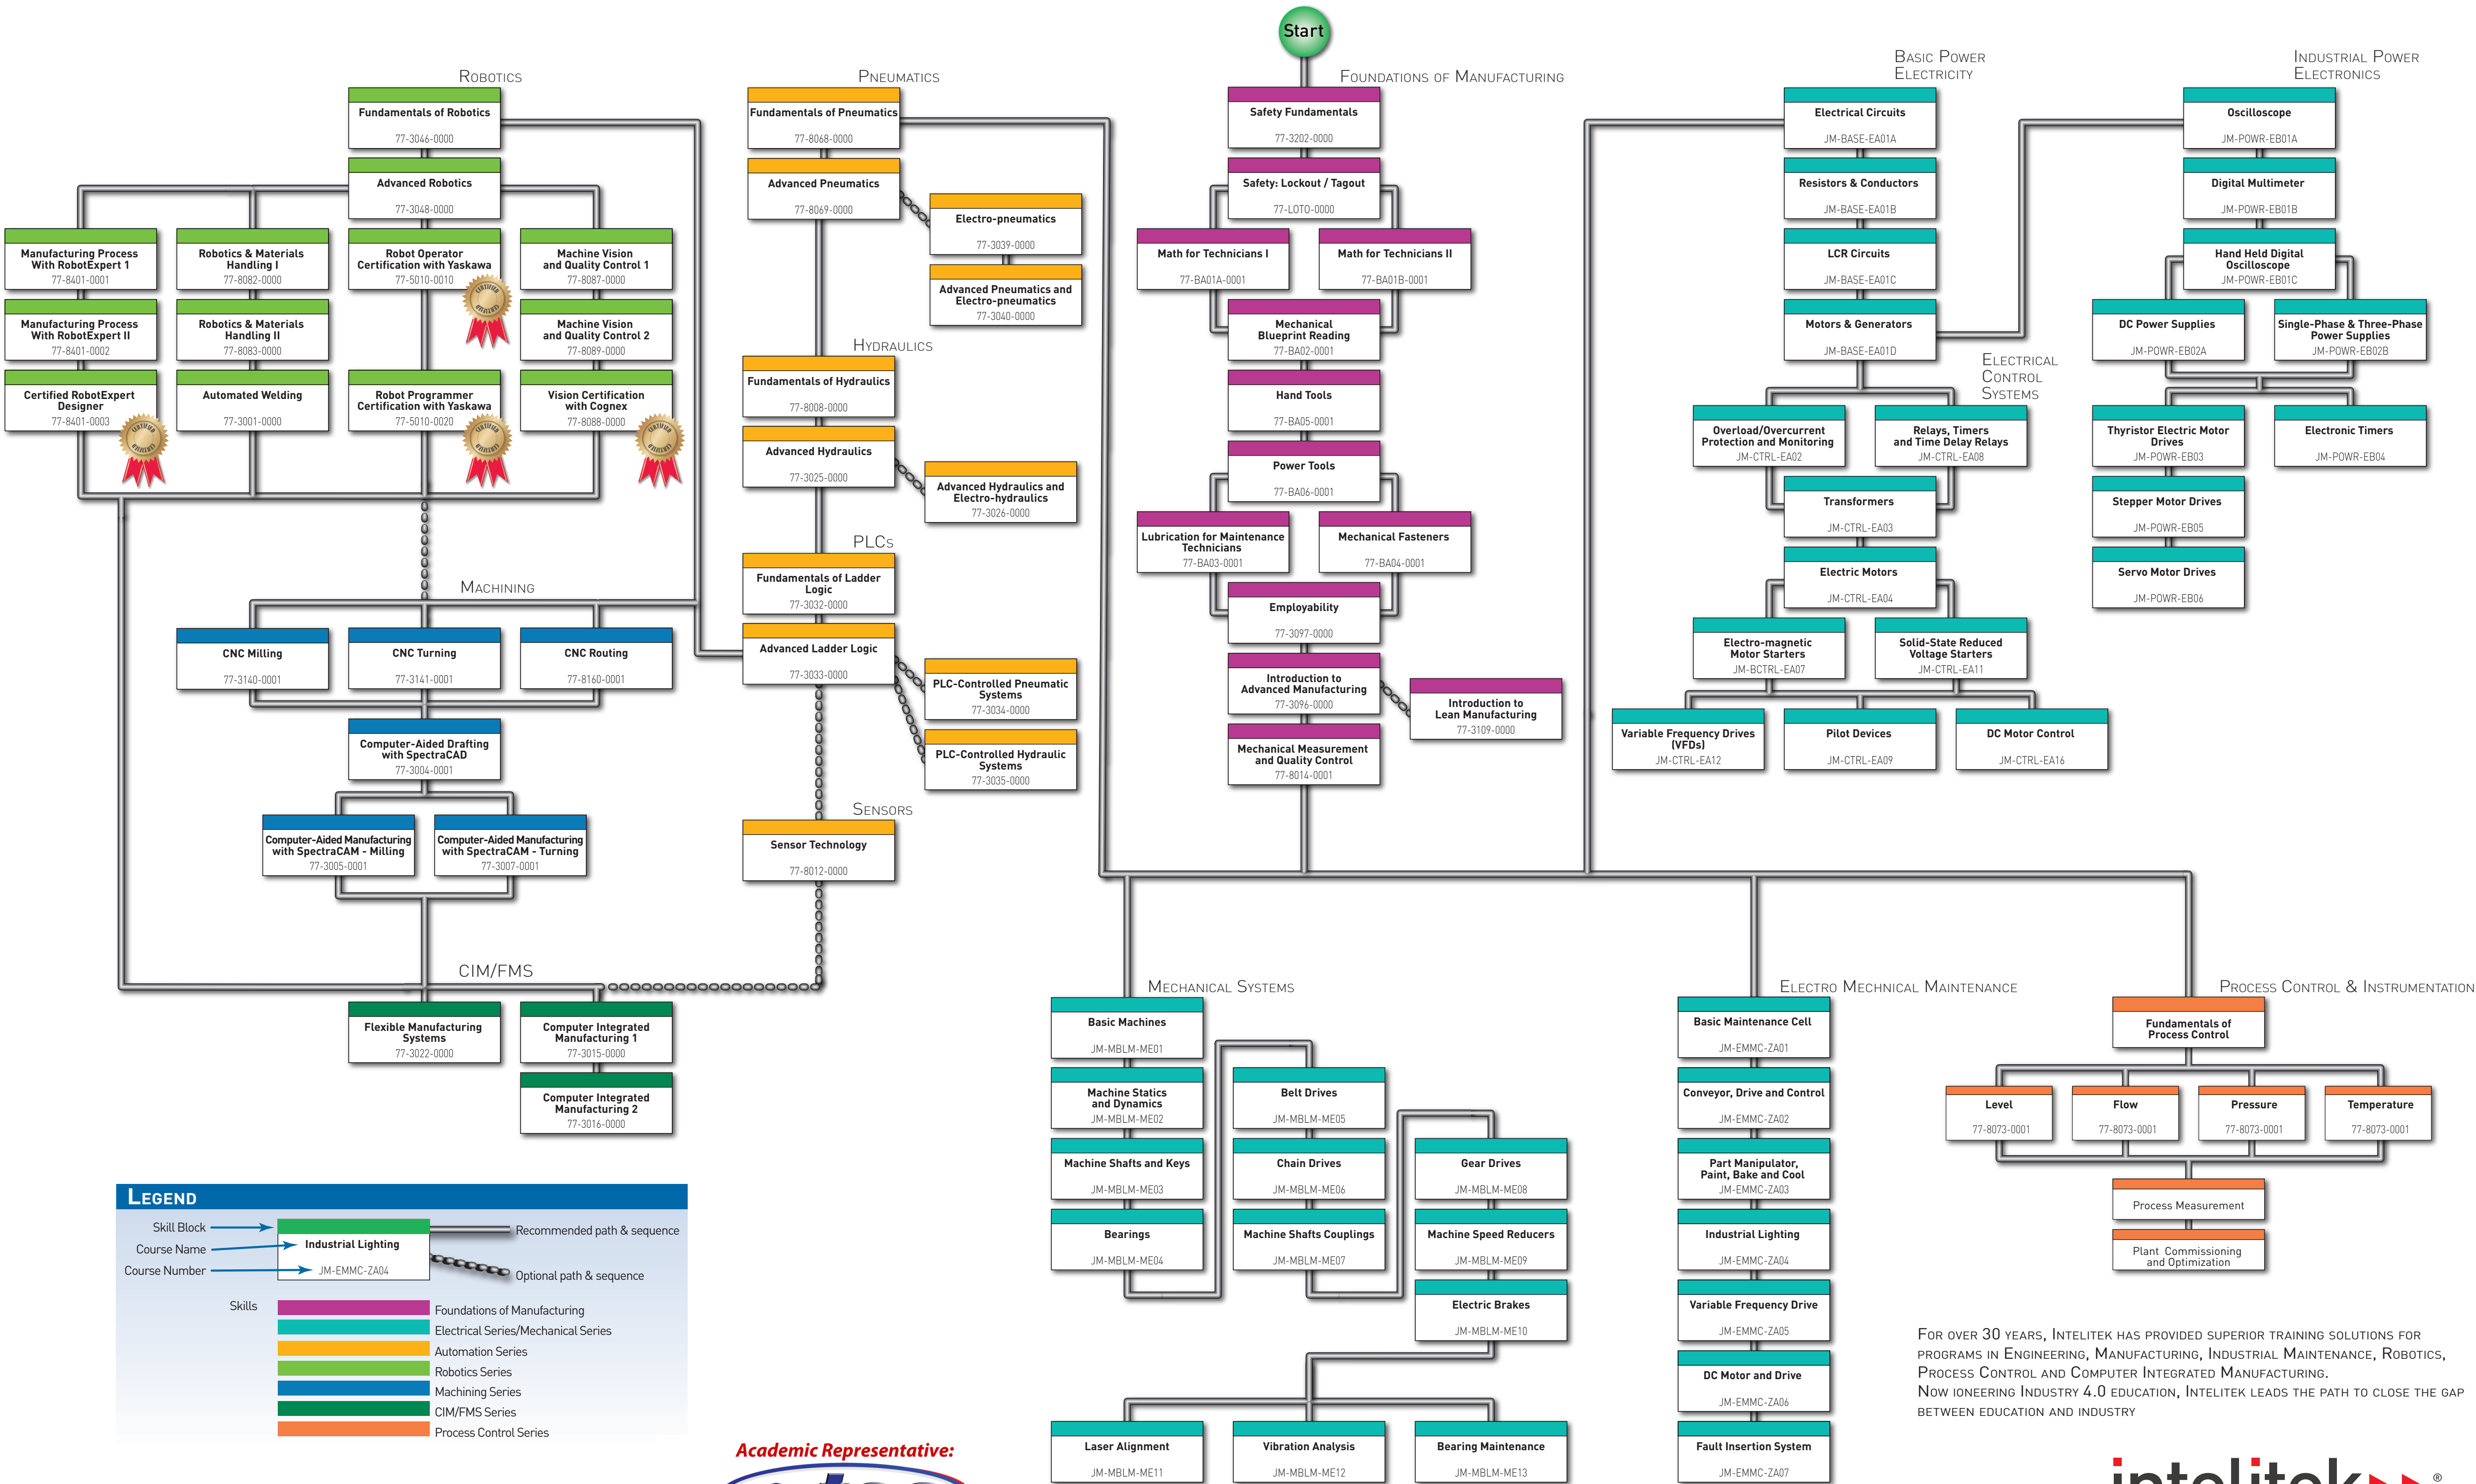 Start
ROBOTICS
Fundamentals of Robotics
77-3046-0000
Advanced Robotics
77-3048-0000
Manufacturing Process
With RobotExpert 1
77-8401-0001
Robotics & Materials
Handling I
77-8082-0000
Robot Operator
Certification with Yaskawa
77-5010-0010
Machine Vision
and Quality Control 1
77-8087-0000
CERTIFIED
Manufacturing Process
With RobotExpert II
77-8401-0002
Robotics & Materials
Handling II
77-8083-0000
Machine Vision
and Quality Control 2
77-8089-0000
Certified RobotExpert
Designer
77-8401-0003
CERTIFIED
Automated Welding
77-3001-0000
Robot Programmer
Certification with Yaskawa
77-5010-0020
CERTIFIED
Vision Certification
with Cognex
77-8088-0000
CERTIFIED
MACHINING
CNC Milling
77-3140-0001
CNC Turning
77-3141-0001
CNC Routing
77-8160-0001
Computer-Aided Drafting
with SpectraCAD
77-3004-0001
Computer-Aided Manufacturing
with SpectraCAM - Milling
77-3005-0001
Computer-Aided Manufacturing
with SpectraCAM - Turning
77-3007-0001
CIM/FMS
Flexible Manufacturing
Systems
77-3022-0000
Computer Integrated
Manufacturing 1
77-3015-0000
Computer Integrated
Manufacturing 2
77-3016-0000
PNEUMATICS
Fundamentals of Pneumatics
77-8068-0000
Advanced Pneumatics
77-8069-0000
Electro-pneumatics
77-3039-0000
Advanced Pneumatics and
Electro-pneumatics
77-3040-0000
HYDRAULICS
Fundamentals of Hydraulics
77-8008-0000
Advanced Hydraulics
77-3025-0000
Advanced Hydraulics and
Electro-hydraulics
77-3026-0000
PLCS
Fundamentals of Ladder
Logic
77-3032-0000
Advanced Ladder Logic
77-3033-0000
PLC-Controlled Pneumatic
Systems
77-3034-0000
PLC-Controlled Hydraulic
Systems
77-3035-0000
SENSORS
Sensor Technology
77-8012-0000
FOUNDATIONS OF MANUFACTURING
Safety Fundamentals
77-3202-0000
Safety: Lockout / Tagout
77-LOTO-0000
Math for Technicians I
77-BA01A-0001
Math for Technicians II
77-BA01B-0001
Mechanical
Blueprint Reading
77-BA02-0001
Hand Tools
77-BA05-0001
Power Tools
77-BA06-0001
Lubrication for Maintenance
Technicians
77-BA03-0001
Mechanical Fasteners
77-BA04-0001
Employability
77-3097-0000
Introduction to
Advanced Manufacturing
77-3096-0000
Introduction to
Lean Manufacturing
77-3109-0000
Mechanical Measurement
and Quality Control
77-8014-0001
BASIC POWER
ELECTRICITY
Electrical Circuits
JM-BASE-EA01A
Resistors & Conductors
JM-BASE-EA01B
LCR Circuits
JM-BASE-EA01C
Motors & Generators
JM-BASE-EA01D
ELECTRICAL
CONTROL
SYSTEMS
Overload/Overcurrent
Protection and Monitoring
JM-CTRL-EA02
Relays, Timers
and Time Delay Relays
JM-CTRL-EA08
Transformers
JM-CTRL-EA03
Electric Motors
JM-CTRL-EA04
Electro-magnetic
Motor Starters
JM-BCTRL-EA07
Solid-State Reduced
Voltage Starters
JM-CTRL-EA11
Variable Frequency Drives
(VFDs)
JM-CTRL-EA12
Pilot Devices
JM-CTRL-EA09
DC Motor Control
JM-CTRL-EA16
INDUSTRIAL POWER
ELECTRONICS
Oscilloscope
JM-POWR-EB01A
Digital Multimeter
JM-POWR-EB01B
Hand Held Digital
Oscilloscope
JM-POWR-EB01C
DC Power Supplies
JM-POWR-EB02A
Single-Phase & Three-Phase
Power Supplies
JM-POWR-EB02B
Thyristor Electric Motor
Drives
JM-POWR-EB03
Electronic Timers
JM-POWR-EB04
Stepper Motor Drives
JM-POWR-EB05
Servo Motor Drives
JM-POWR-EB06
MECHANICAL SYSTEMS
Basic Machines
JM-MBLM-ME01
Machine Statics
and Dynamics
JM-MBLM-ME02
Machine Shafts and Keys
JM-MBLM-ME03
Bearings
JM-MBLM-ME04
Belt Drives
JM-MBLM-ME05
Chain Drives
JM-MBLM-ME06
Machine Shafts Couplings
JM-MBLM-ME07
Gear Drives
JM-MBLM-ME08
Machine Speed Reducers
JM-MBLM-ME09
Electric Brakes
JM-MBLM-ME10
Laser Alignment
JM-MBLM-ME11
Vibration Analysis
JM-MBLM-ME12
Bearing Maintenance
JM-MBLM-ME13
ELECTRO MECHNICAL MAINTENANCE
Basic Maintenance Cell
JM-EMMC-ZA01
Conveyor, Drive and Control
JM-EMMC-ZA02
Part Manipulator,
Paint, Bake and Cool
JM-EMMC-ZA03
Industrial Lighting
JM-EMMC-ZA04
Variable Frequency Drive
JM-EMMC-ZA05
DC Motor and Drive
JM-EMMC-ZA06
Fault Insertion System
JM-EMMC-ZA07
PROCESS CONTROL & INSTRUMENTATION
Fundamentals of
Process Control
Level
77-8073-0001
Flow
77-8073-0001
Pressure
77-8073-0001
Temperature
77-8073-0001
Process Measurement
Plant Commissioning
and Optimization
LEGEND
Skill Block
Course Name
Course Number
Industrial Lighting
JM-EMMC-ZA04
Recommended path & sequence
Optional path & sequence
Skills
Foundations of Manufacturing
Electrical Series/Mechanical Series
Automation Series
Robotics Series
Machining Series
CIM/FMS Series
Process Control Series
Academic Representative:
FOR OVER 30 YEARS, INTELITEK HAS PROVIDED SUPERIOR TRAINING SOLUTIONS FOR
PROGRAMS IN ENGINEERING, MANUFACTURING, INDUSTRIAL MAINTENANCE, ROBOTICS,
PROCESS CONTROL AND COMPUTER INTEGRATED MANUFACTURING.
NOW IONEERING INDUSTRY 4.0 EDUCATION, INTELITEK LEADS THE PATH TO CLOSE THE GAP
BETWEEN EDUCATION AND INDUSTRY
intelitek ®